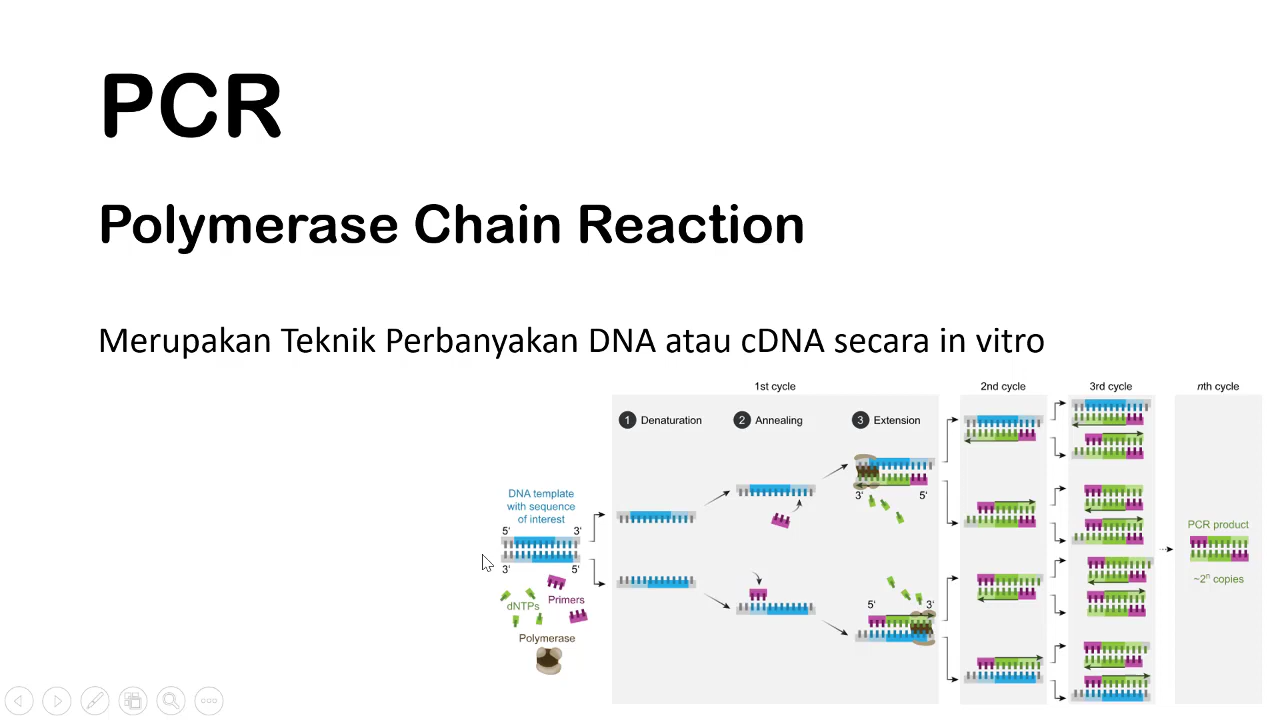 PCR
Polymerase Chain Reaction
Merupakan Teknik Perbanyakan DNA atau cDNA secara in vitro
1st cycle
2nd cycle
3rd cycle
nth cycle
1 Denaturation
2 Annealing
3 Extension
DNA template
with sequence
of interest
5' 3'
3' 5'
dNTPs
Primers
Polymerase
3' 5'
5' 3'
PCR product
~2ⁿ copies